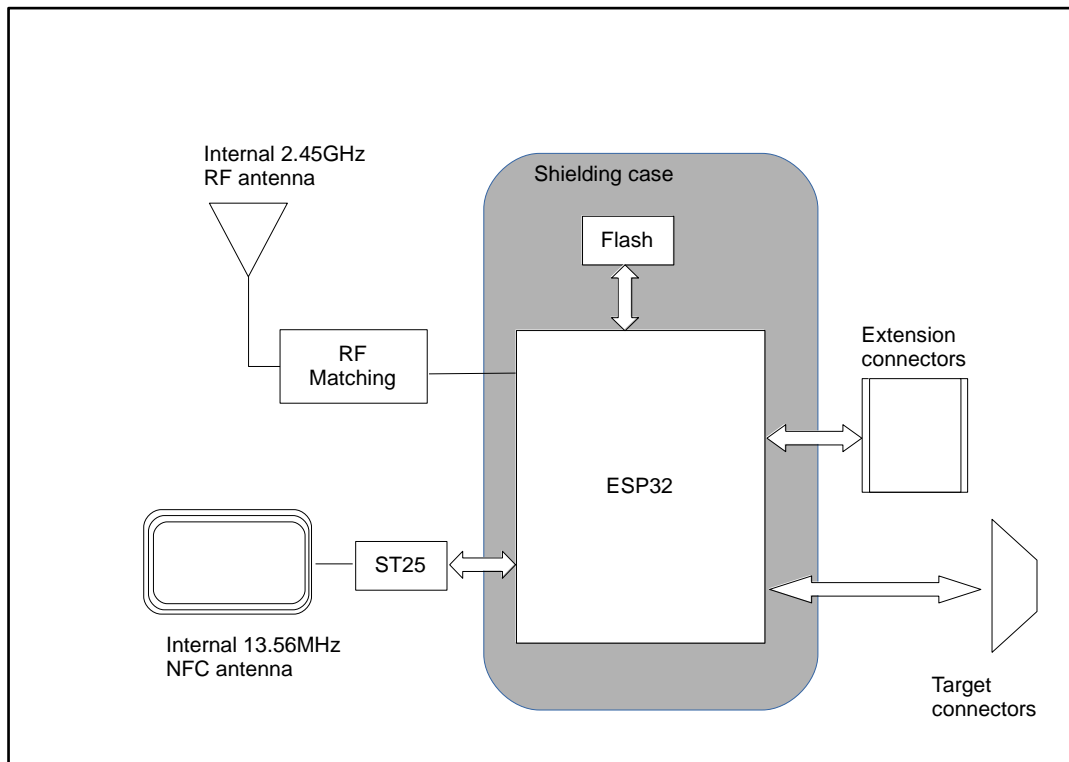 Internal 2.45GHz
RF antenna
Shielding case
Flash
RF
Matching
Extension
connectors
ESP32
ST25
Internal 13.56MHz
NFC antenna
Target
connectors